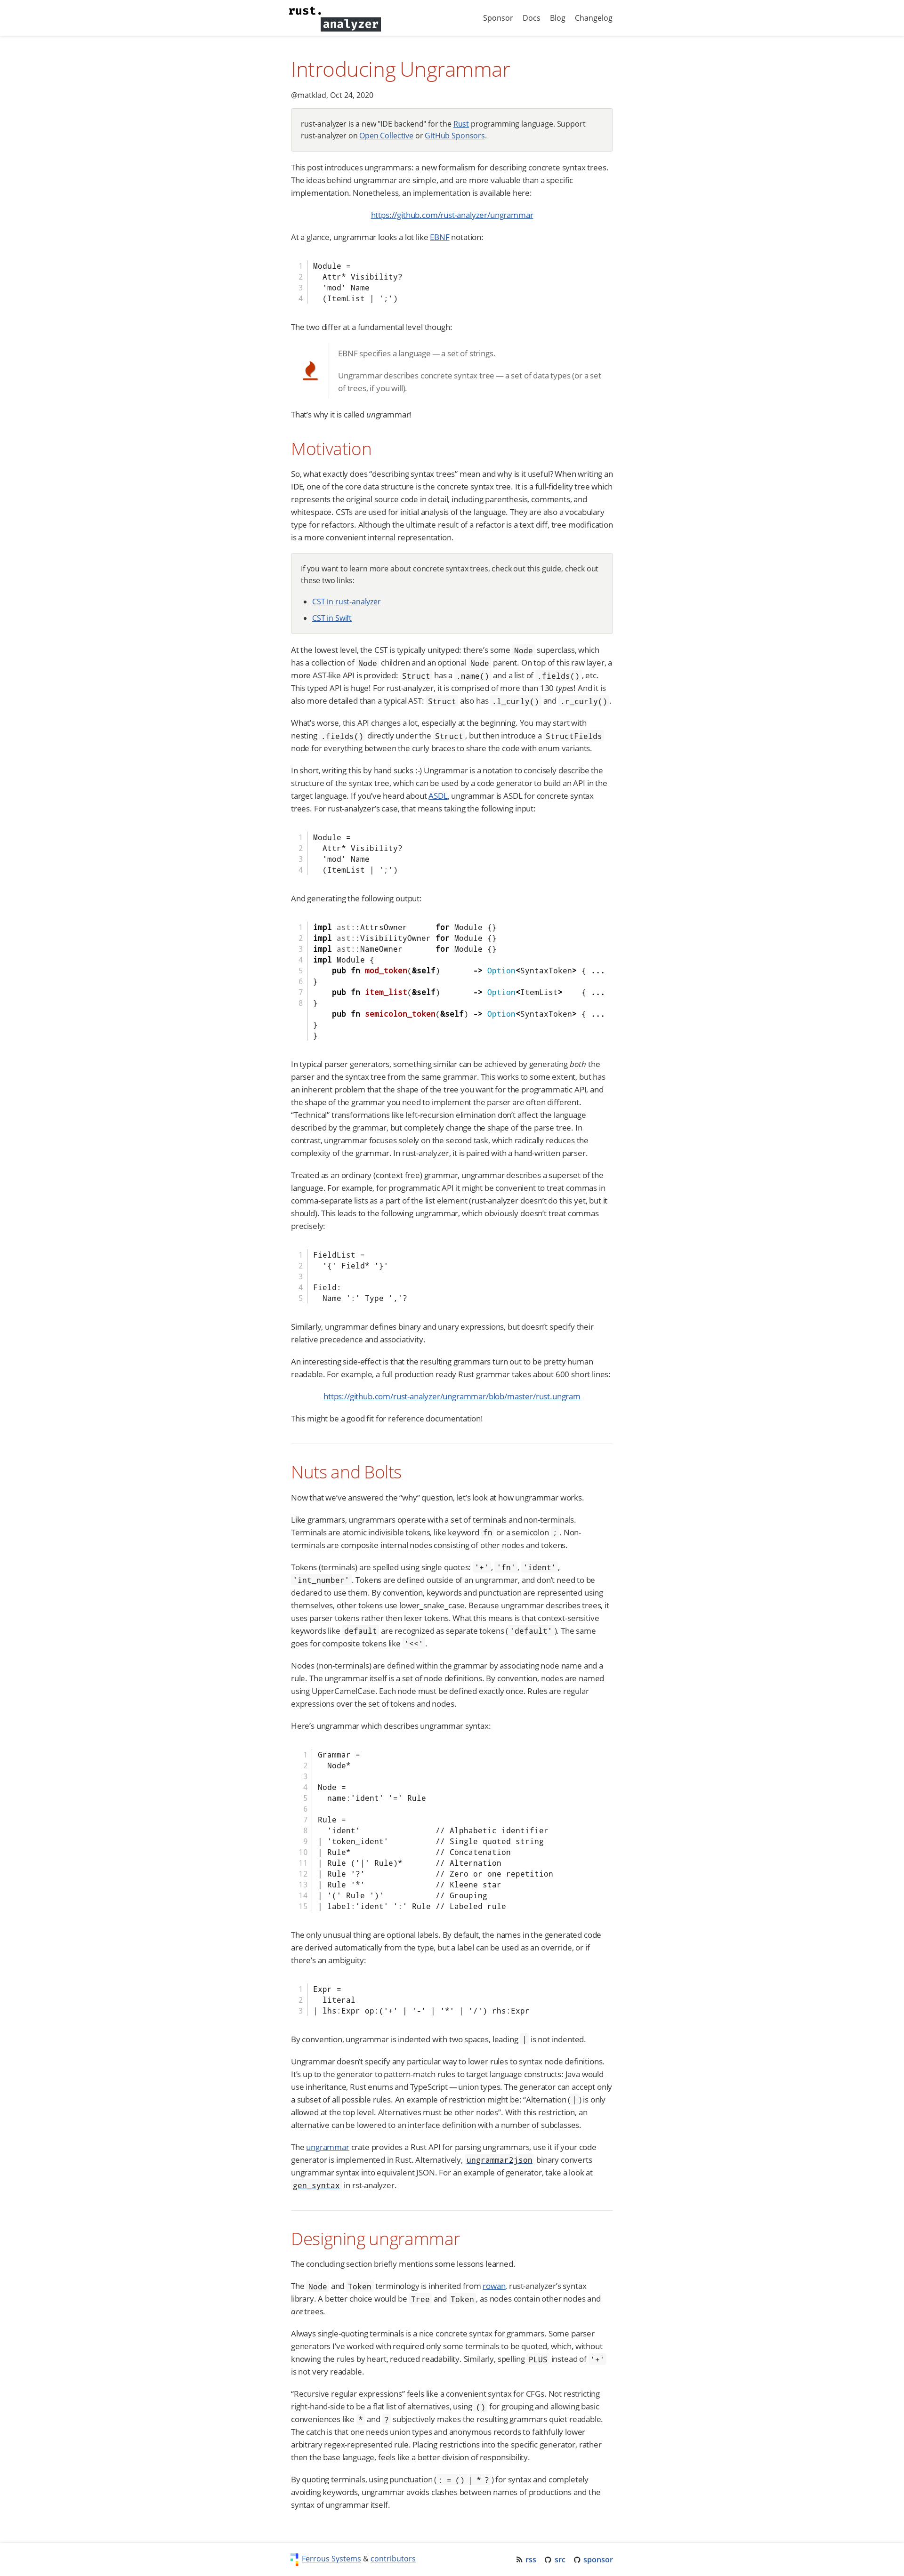 rust.
analyzer
Sponsor Docs Blog Changelog
Introducing Ungrammar
@matklad, Oct 24, 2020
rust-analyzer is a new “IDE backend” for the Rust programming language. Support
rust-analyzer on Open Collective or GitHub Sponsors.
This post introduces ungrammars: a new formalism for describing concrete syntax trees.
The ideas behind ungrammar are simple, and are more valuable than a specific
implementation. Nonetheless, an implementation is available here:
https://github.com/rust-analyzer/ungrammar
At a glance, ungrammar looks a lot like EBNF notation:
1 Module =
2   Attr* Visibility?
3   'mod' Name
4   (ItemList | ';')
The two differ at a fundamental level though:
EBNF specifies a language — a set of strings.
Ungrammar describes concrete syntax tree — a set of data types (or a set
of trees, if you will).
That’s why it is called ungrammar!
Motivation
So, what exactly does “describing syntax trees” mean and why is it useful? When writing an
IDE, one of the core data structure is the concrete syntax tree. It is a full-fidelity tree which
represents the original source code in detail, including parenthesis, comments, and
whitespace. CSTs are used for initial analysis of the language. They are also a vocabulary
type for refactors. Although the ultimate result of a refactor is a text diff, tree modification
is a more convenient internal representation.
If you want to learn more about concrete syntax trees, check out this guide, check out
these two links:
• CST in rust-analyzer
• CST in Swift
At the lowest level, the CST is typically unityped: there’s some Node superclass, which
has a collection of Node children and an optional Node parent. On top of this raw layer, a
more AST-like API is provided: Struct has a .name() and a list of .fields(), etc.
This typed API is huge! For rust-analyzer, it is comprised of more than 130 types! And it is
also more detailed than a typical AST: Struct also has .l_curly() and .r_curly().
What’s worse, this API changes a lot, especially at the beginning. You may start with
nesting .fields() directly under the Struct, but then introduce a StructFields
node for everything between the curly braces to share the code with enum variants.
In short, writing this by hand sucks :-) Ungrammar is a notation to concisely describe the
structure of the syntax tree, which can be used by a code generator to build an API in the
target language. If you’ve heard about ASDL, ungrammar is ASDL for concrete syntax
trees. For rust-analyzer’s case, that means taking the following input:
1 Module =
2   Attr* Visibility?
3   'mod' Name
4   (ItemList | ';')
And generating the following output:
1 impl ast::AttrsOwner      for Module {}
2 impl ast::VisibilityOwner for Module {}
3 impl ast::NameOwner       for Module {}
4 impl Module {
5     pub fn mod_token(&self)       -> Option<SyntaxToken> { ...
6 }
7     pub fn item_list(&self)       -> Option<ItemList>    { ...
8 }
    pub fn semicolon_token(&self) -> Option<SyntaxToken> { ...
}
}
In typical parser generators, something similar can be achieved by generating both the
parser and the syntax tree from the same grammar. This works to some extent, but has
an inherent problem that the shape of the tree you want for the programmatic API, and
the shape of the grammar you need to implement the parser are often different.
“Technical” transformations like left-recursion elimination don’t affect the language
described by the grammar, but completely change the shape of the parse tree. In
contrast, ungrammar focuses solely on the second task, which radically reduces the
complexity of the grammar. In rust-analyzer, it is paired with a hand-written parser.
Treated as an ordinary (context free) grammar, ungrammar describes a superset of the
language. For example, for programmatic API it might be convenient to treat commas in
comma-separate lists as a part of the list element (rust-analyzer doesn’t do this yet, but it
should). This leads to the following ungrammar, which obviously doesn’t treat commas
precisely:
1 FieldList =
2   '{' Field* '}'
3
4 Field:
5   Name ':' Type ','?
Similarly, ungrammar defines binary and unary expressions, but doesn’t specify their
relative precedence and associativity.
An interesting side-effect is that the resulting grammars turn out to be pretty human
readable. For example, a full production ready Rust grammar takes about 600 short lines:
https://github.com/rust-analyzer/ungrammar/blob/master/rust.ungram
This might be a good fit for reference documentation!
Nuts and Bolts
Now that we’ve answered the “why” question, let’s look at how ungrammar works.
Like grammars, ungrammars operate with a set of terminals and non-terminals.
Terminals are atomic indivisible tokens, like keyword fn or a semicolon ;. Non-
terminals are composite internal nodes consisting of other nodes and tokens.
Tokens (terminals) are spelled using single quotes: '+', 'fn', 'ident',
'int_number'. Tokens are defined outside of an ungrammar, and don’t need to be
declared to use them. By convention, keywords and punctuation are represented using
themselves, other tokens use lower_snake_case. Because ungrammar describes trees, it
uses parser tokens rather then lexer tokens. What this means is that context-sensitive
keywords like default are recognized as separate tokens ('default'). The same
goes for composite tokens like '<<'.
Nodes (non-terminals) are defined within the grammar by associating node name and a
rule. The ungrammar itself is a set of node definitions. By convention, nodes are named
using UpperCamelCase. Each node must be defined exactly once. Rules are regular
expressions over the set of tokens and nodes.
Here’s ungrammar which describes ungrammar syntax:
1 Grammar =
2   Node*
3
4 Node =
5   name:'ident' '=' Rule
6
7 Rule =
8   'ident'                // Alphabetic identifier
9 | 'token_ident'          // Single quoted string
10 | Rule*                  // Concatenation
11 | Rule ('|' Rule)*       // Alternation
12 | Rule '?'               // Zero or one repetition
13 | Rule '*'               // Kleene star
14 | '(' Rule ')'           // Grouping
15 | label:'ident' ':' Rule // Labeled rule
The only unusual thing are optional labels. By default, the names in the generated code
are derived automatically from the type, but a label can be used as an override, or if
there’s an ambiguity:
1 Expr =
2   literal
3 | lhs:Expr op:('+' | '-' | '*' | '/') rhs:Expr
By convention, ungrammar is indented with two spaces, leading | is not indented.
Ungrammar doesn’t specify any particular way to lower rules to syntax node definitions.
It’s up to the generator to pattern-match rules to target language constructs: Java would
use inheritance, Rust enums and TypeScript — union types. The generator can accept only
a subset of all possible rules. An example of restriction might be: “Alternation (|) is only
allowed at the top level. Alternatives must be other nodes”. With this restriction, an
alternative can be lowered to an interface definition with a number of subclasses.
The ungrammar crate provides a Rust API for parsing ungrammars, use it if your code
generator is implemented in Rust. Alternatively, ungrammar2json binary converts
ungrammar syntax into equivalent JSON. For an example of generator, take a look at
gen_syntax in rst-analyzer.
Designing ungrammar
The concluding section briefly mentions some lessons learned.
The Node and Token terminology is inherited from rowan, rust-analyzer’s syntax
library. A better choice would be Tree and Token, as nodes contain other nodes and
are trees.
Always single-quoting terminals is a nice concrete syntax for grammars. Some parser
generators I’ve worked with required only some terminals to be quoted, which, without
knowing the rules by heart, reduced readability. Similarly, spelling PLUS instead of '+'
is not very readable.
“Recursive regular expressions” feels like a convenient syntax for CFGs. Not restricting
right-hand-side to be a flat list of alternatives, using () for grouping and allowing basic
conveniences like * and ? subjectively makes the resulting grammars quiet readable.
The catch is that one needs union types and anonymous records to faithfully lower
arbitrary regex-represented rule. Placing restrictions into the specific generator, rather
then the base language, feels like a better division of responsibility.
By quoting terminals, using punctuation (: = () | * ?) for syntax and completely
avoiding keywords, ungrammar avoids clashes between names of productions and the
syntax of ungrammar itself.
Ferrous Systems & contributors
rss src sponsor